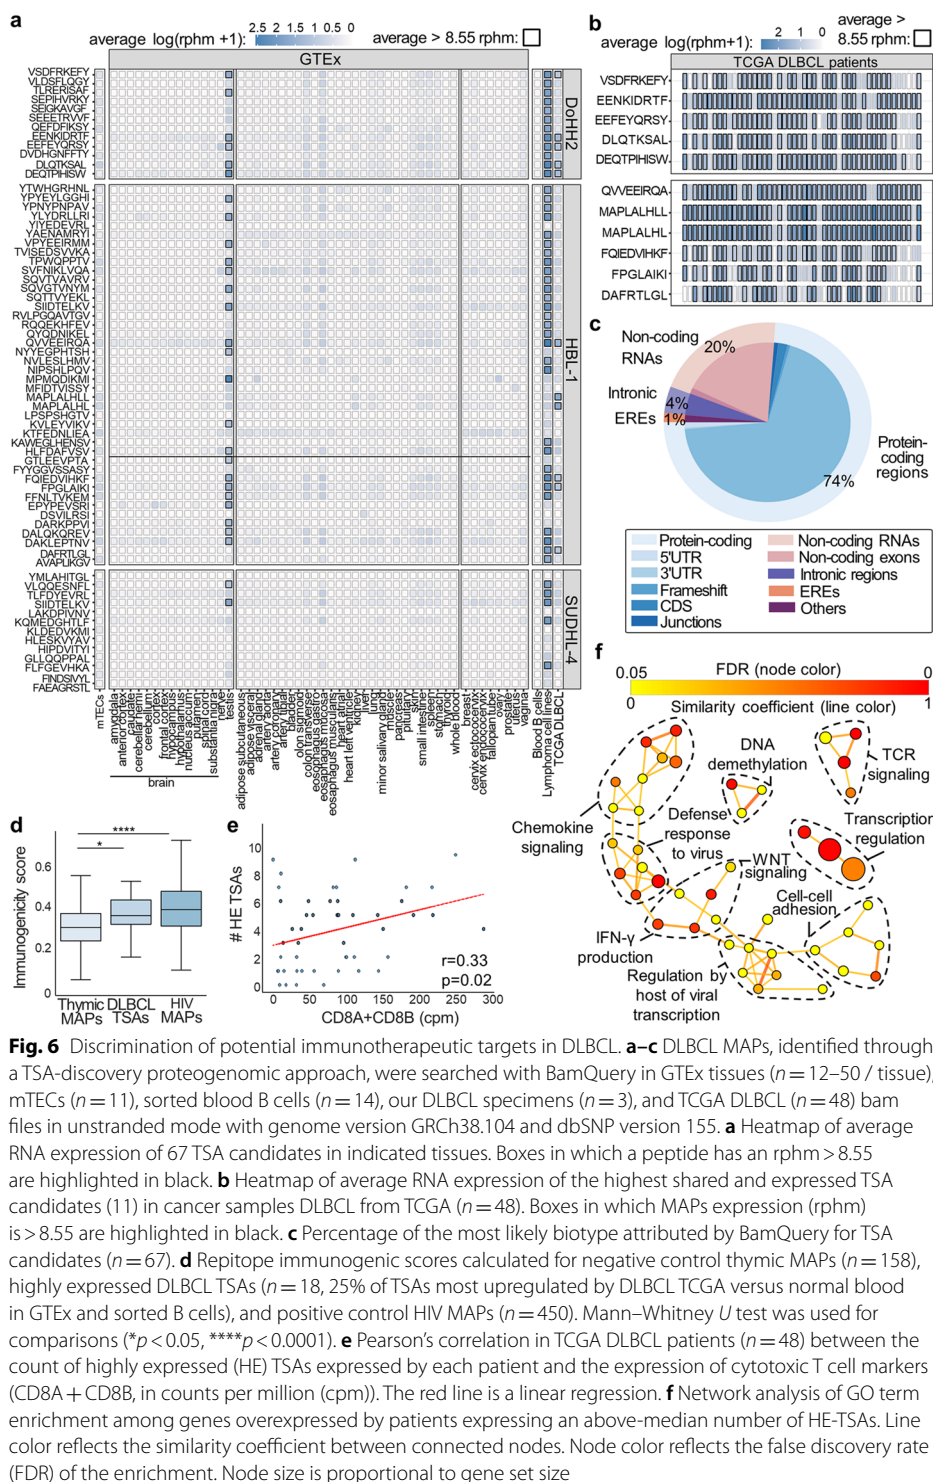 a
average log(rphm +1):
2.5 2 1 0
average > 8.55 rphm:
GTEx
VSDFRKEFY
VLDSFLQGY
TLRERISAF
SEPIHVRKY
SEIGKAVGF
SEEETRVVF
QEFDFIKSY
EENKIDRTF
EEFEYQRSY
DVDHGNFFTY
DLQTKSAL
DEQTPIHISW
DoHH2
YTWHGRHNL
YPYEYLGGHI
YPNYPNPAV
YLYDRLLRI
YIYEDEVRL
YAENAMRYI
VPYEEIRMM
TVISEDSVVKA
TPWQPPTV
SVFNIKLVQA
SQVTVAVRV
SQVGTVNYM
SQTTVYEKL
SIIDTELKV
RVLPGQAVTGV
RQQEKHFEV
QYQDNIKEL
QVVEEIRQA
NYYEGPHTSH
NVLESLHMV
NIPSHLPQV
MPMQDIKMI
MFIDTVISSY
MAPLALHLL
MAPLALHL
LPSPSHGTV
KVLEYVIKV
KTFEDNLIEA
KAWEGLHENSV
HLFDAFVSV
GTLEEVPTA
FYYGGVSSASY
FQIEDVIHKF
FPGLAIKI
FFNLTVKEM
EPYPEVSRI
DSVILRSI
DARKPPVI
DALQKQREV
DAKLEPTNV
DAFRTLGL
AVAPLIKGV
HBL-1
YMLAHITGL
VLQQESNFL
TLFDYEVRL
SIIDTELKV
LAKDPIVNV
KQMEDGHTLF
KLDEDVKMI
HLESKVYAV
HIPDVITYI
GLLQQPPAL
FLFGEVHKA
FINDSIVYL
FAEAGRSTL
SUDHL-4
mTECs
amygdala
anterior cortex
caudate
cerebellar hemi
cerebellum
cortex
frontal cortex
hippocampus
hypothalamus
nucleus accum
putamen
spinal cord
substantia nigra
nerve
testis
adipose subcutaneous
adipose visceral
adrenal gland
artery aorta
artery coronary
artery tibial
bladder
colon sigmoid
colon transverse
esophagus gastro
esophagus mucosa
esophagus muscularis
heart atrial
heart left ventricle
kidney
liver
lung
minor salivary gland
muscle
pancreas
pituitary
skin
small intestine
spleen
stomach
thyroid
whole blood
breast
cervix ectocervix
cervix endocervix
fallopian tube
ovary
prostate
uterus
vagina
Blood B cells
Lymphoma cell lines
TCGA DLBCL
brain
b
average log(rphm+1):
2 1 0
average >
8.55 rphm:
TCGA DLBCL patients
VSDFRKEFY
EENKIDRTF
EEFEYQRSY
DLQTKSAL
DEQTPIHISW
QVVEEIRQA
MAPLALHLL
MAPLALHL
FQIEDVIHKF
FPGLAIKI
DAFRTLGL
c
Non-coding
RNAs
20%
Intronic
4%
EREs
1%
Protein-
coding
regions
74%
Protein-coding
5'UTR
3'UTR
Frameshift
CDS
Junctions
Non-coding RNAs
Non-coding exons
Intronic regions
EREs
Others
d
Immunogenicity score
0.6
0.4
0.2
0
****
*
Thymic
MAPs
DLBCL
TSAs
HIV
MAPs
e
# HE TSAs
10
8
6
4
2
0
r=0.33
p=0.02
0 50 100 150 200 250 300
CD8A+CD8B (cpm)
f
FDR (node color)
0.05 0
0 1
Similarity coefficient (line color)
DNA
demethylation
TCR
signaling
Chemokine
signaling
Defense
response
to virus
Transcription
regulation
WNT
signaling
Cell-cell
adhesion
IFN-γ
production
Regulation by
host of viral
transcription
Fig. 6 Discrimination of potential immunotherapeutic targets in DLBCL. a–c DLBCL MAPs, identified through
a TSA-discovery proteogenomic approach, were searched with BamQuery in GTEx tissues (n = 12–50 / tissue),
mTECs (n = 11), sorted blood B cells (n = 14), our DLBCL specimens (n = 3), and TCGA DLBCL (n = 48) bam
files in unstranded mode with genome version GRCh38.104 and dbSNP version 155. a Heatmap of average
RNA expression of 67 TSA candidates in indicated tissues. Boxes in which a peptide has an rphm > 8.55
are highlighted in black. b Heatmap of average RNA expression of the highest shared and expressed TSA
candidates (11) in cancer samples DLBCL from TCGA (n = 48). Boxes in which MAPs expression (rphm)
is > 8.55 are highlighted in black. c Percentage of the most likely biotype attributed by BamQuery for TSA
candidates (n = 67). d Repitope immunogenic scores calculated for negative control thymic MAPs (n = 158),
highly expressed DLBCL TSAs (n = 18, 25% of TSAs most upregulated by DLBCL TCGA versus normal blood
in GTEx and sorted B cells), and positive control HIV MAPs (n = 450). Mann–Whitney U test was used for
comparisons (*p < 0.05, ****p < 0.0001). e Pearson's correlation in TCGA DLBCL patients (n = 48) between the
count of highly expressed (HE) TSAs expressed by each patient and the expression of cytotoxic T cell markers
(CD8A + CD8B, in counts per million (cpm)). The red line is a linear regression. f Network analysis of GO term
enrichment among genes overexpressed by patients expressing an above-median number of HE-TSAs. Line
color reflects the similarity coefficient between connected nodes. Node color reflects the false discovery rate
(FDR) of the enrichment. Node size is proportional to gene set size